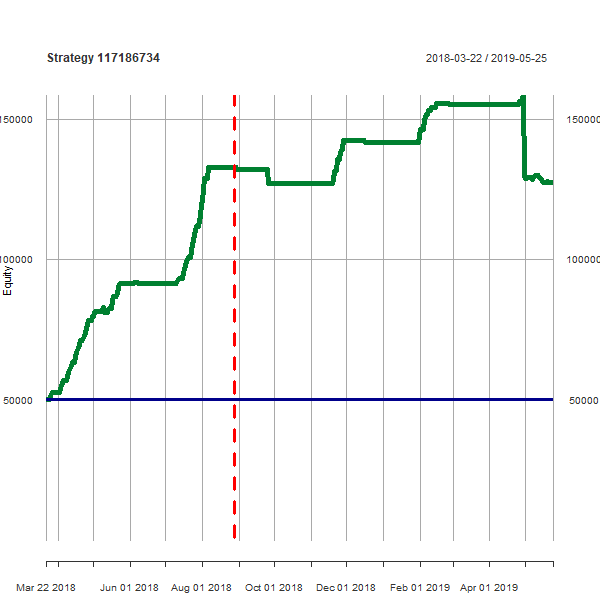 Strategy 117186734
2018-03-22 / 2019-05-25
150000
150000
100000
100000
Equity
50000
50000
Mar 22 2018
Jun 01 2018
Aug 01 2018
Oct 01 2018
Dec 01 2018
Feb 01 2019
Apr 01 2019